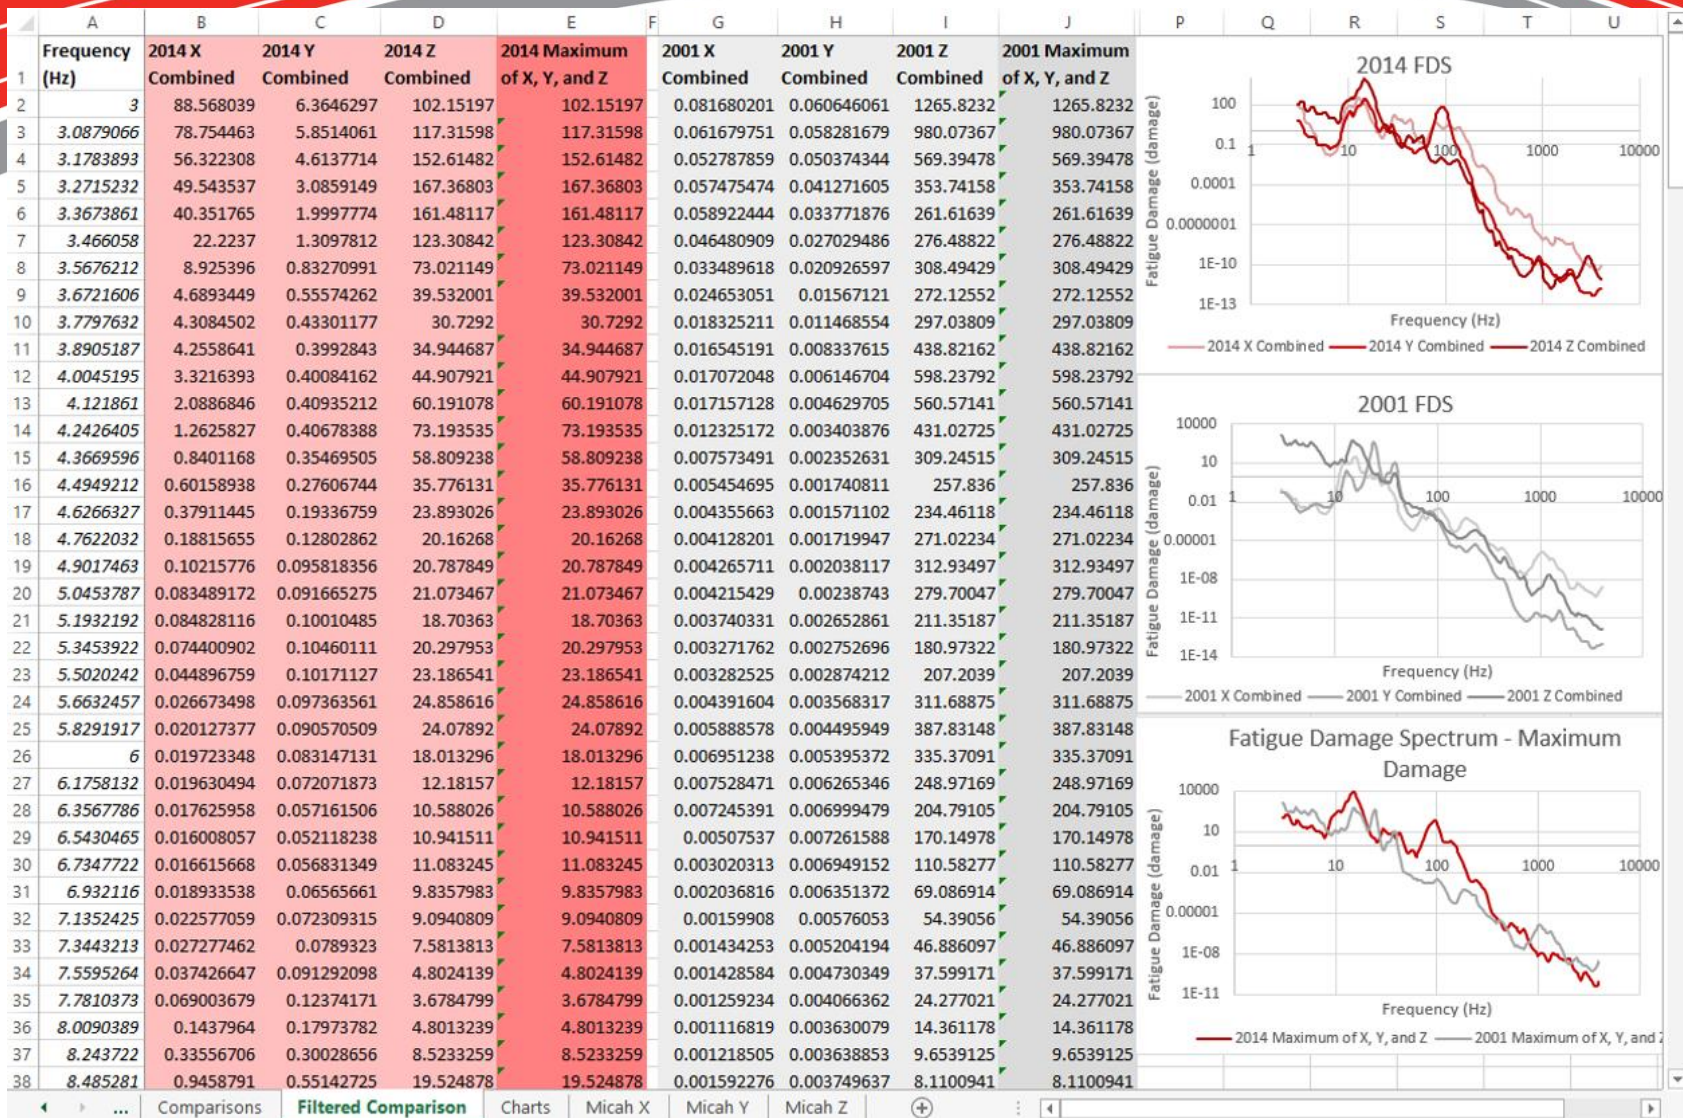 A B C D E F G H I J P Q R S T U
Frequency 2014 X 2014 Y 2014 Z 2014 Maximum 2001 X 2001 Y 2001 Z 2001 Maximum
1 (Hz) Combined Combined Combined of X, Y, and Z Combined Combined Combined of X, Y, and Z
2 3 88.568039 6.3646297 102.15197 102.15197 0.081680201 0.060646061 1265.8232 1265.8232
3 3.0879066 78.754463 5.8514061 117.31598 117.31598 0.061679751 0.058281679 980.07367 980.07367
4 3.1783893 56.322308 4.6137714 152.61482 152.61482 0.052787859 0.050374344 569.39478 569.39478
5 3.2715232 49.543537 3.0859149 167.36803 167.36803 0.057475474 0.041271605 353.74158 353.74158
6 3.3673861 40.351765 1.9997774 161.48117 161.48117 0.058922444 0.033771876 261.61639 261.61639
7 3.466058 22.2237 1.3097812 123.30842 123.30842 0.046480909 0.027029486 276.48822 276.48822
8 3.5676212 8.925396 0.83270991 73.021149 73.021149 0.033489618 0.020926597 308.49429 308.49429
9 3.6721606 4.6893449 0.55574262 39.532001 39.532001 0.024653051 0.01567121 272.12552 272.12552
10 3.7797632 4.3084502 0.43301177 30.7292 30.7292 0.018325211 0.011468554 297.03809 297.03809
11 3.8905187 4.2558641 0.3992843 34.944687 34.944687 0.016545191 0.008337615 438.82162 438.82162
12 4.0045195 3.3216393 0.40084162 44.907921 44.907921 0.017072048 0.006146704 598.23792 598.23792
13 4.121861 2.0886846 0.40935212 60.191078 60.191078 0.017157128 0.004629705 560.57141 560.57141
14 4.2426405 1.2625827 0.40678388 73.193535 73.193535 0.012325172 0.003403876 431.02725 431.02725
15 4.3669596 0.8401168 0.35469505 58.809238 58.809238 0.007573491 0.002352631 309.24515 309.24515
16 4.4949212 0.60158938 0.27606744 35.776131 35.776131 0.005454695 0.001740811 257.836 257.836
17 4.6266327 0.37911445 0.19336759 23.893026 23.893026 0.004355663 0.001571102 234.46118 234.46118
18 4.7622032 0.18815655 0.12802862 20.16268 20.16268 0.004128201 0.001719947 271.02234 271.02234
19 4.9017463 0.10215776 0.095818356 20.787849 20.787849 0.004265711 0.002038117 312.93497 312.93497
20 5.0453787 0.083489172 0.091665275 21.073467 21.073467 0.004215429 0.00238743 279.70047 279.70047
21 5.1932192 0.084828116 0.10010485 18.70363 18.70363 0.003740331 0.002652861 211.35187 211.35187
22 5.3453922 0.074400902 0.10460111 20.297953 20.297953 0.003271762 0.002752696 180.97322 180.97322
23 5.5020242 0.044896759 0.10171127 23.186541 23.186541 0.003282525 0.002874212 207.2039 207.2039
24 5.6632457 0.026673498 0.097363561 24.858616 24.858616 0.004391604 0.003568317 311.68875 311.68875
25 5.8291917 0.020127377 0.090570509 24.07892 24.07892 0.005888578 0.004495949 387.83148 387.83148
26 6 0.019723348 0.083147131 18.013296 18.013296 0.006951238 0.005395372 335.37091 335.37091
27 6.1758132 0.019630494 0.072071873 12.18157 12.18157 0.007528471 0.006265346 248.97169 248.97169
28 6.3567786 0.017625958 0.057161506 10.588026 10.588026 0.007245391 0.006999479 204.79105 204.79105
29 6.5430465 0.016008057 0.052118238 10.941511 10.941511 0.00507537 0.007261588 170.14978 170.14978
30 6.7347722 0.016615668 0.056831349 11.083245 11.083245 0.003020313 0.006949152 110.58277 110.58277
31 6.932116 0.018933538 0.06565661 9.8357983 9.8357983 0.002036816 0.006351372 69.086914 69.086914
32 7.1352425 0.022577059 0.072309315 9.0940809 9.0940809 0.00159908 0.00576053 54.39056 54.39056
33 7.3443213 0.027277462 0.0789323 7.5813813 7.5813813 0.001434253 0.005204194 46.886097 46.886097
34 7.5595264 0.037426647 0.091292098 4.8024139 4.8024139 0.001428584 0.004730349 37.599171 37.599171
35 7.7810373 0.069003679 0.12374171 3.6784799 3.6784799 0.001259234 0.004066362 24.277021 24.277021
36 8.0090389 0.1437964 0.17973782 4.8013239 4.8013239 0.001116819 0.003630079 14.361178 14.361178
37 8.243722 0.33556706 0.30028656 8.5233259 8.5233259 0.001218505 0.003638853 9.6539125 9.6539125
38 8.485281 0.9458791 0.55142725 19.524878 19.524878 0.001592276 0.003749637 8.1100941 8.1100941
2014 FDS
Fatigue Damage (damage)
100
0.1
0.0001
0.0000001
1E-10
1E-13
1 10 100 1000 10000
Frequency (Hz)
2014 X Combined 2014 Y Combined 2014 Z Combined
2001 FDS
Fatigue Damage (damage)
10000
10
0.01
0.00001
1E-08
1E-11
1E-14
1 10 100 1000 10000
Frequency (Hz)
2001 X Combined 2001 Y Combined 2001 Z Combined
Fatigue Damage Spectrum - Maximum
Damage
Fatigue Damage (damage)
10000
10
0.01
0.00001
1E-08
1E-11
1 10 100 1000 10000
Frequency (Hz)
2014 Maximum of X, Y, and Z 2001 Maximum of X, Y, and
... Comparisons Filtered Comparison Charts Micah X Micah Y Micah Z